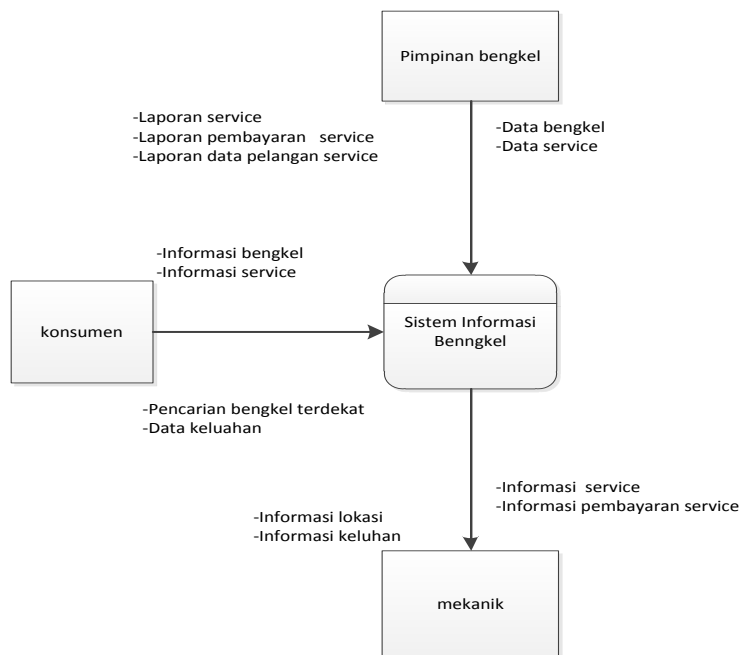 Pimpinan bengkel
-Laporan service
-Laporan pembayaran service
-Laporan data pelangan service
-Data bengkel
-Data service
-Informasi bengkel
-Informasi service
konsumen
Sistem Informasi
Benngkel
-Pencarian bengkel terdekat
-Data keluahan
-Informasi service
-Informasi pembayaran service
-Informasi lokasi
-Informasi keluhan
mekanik